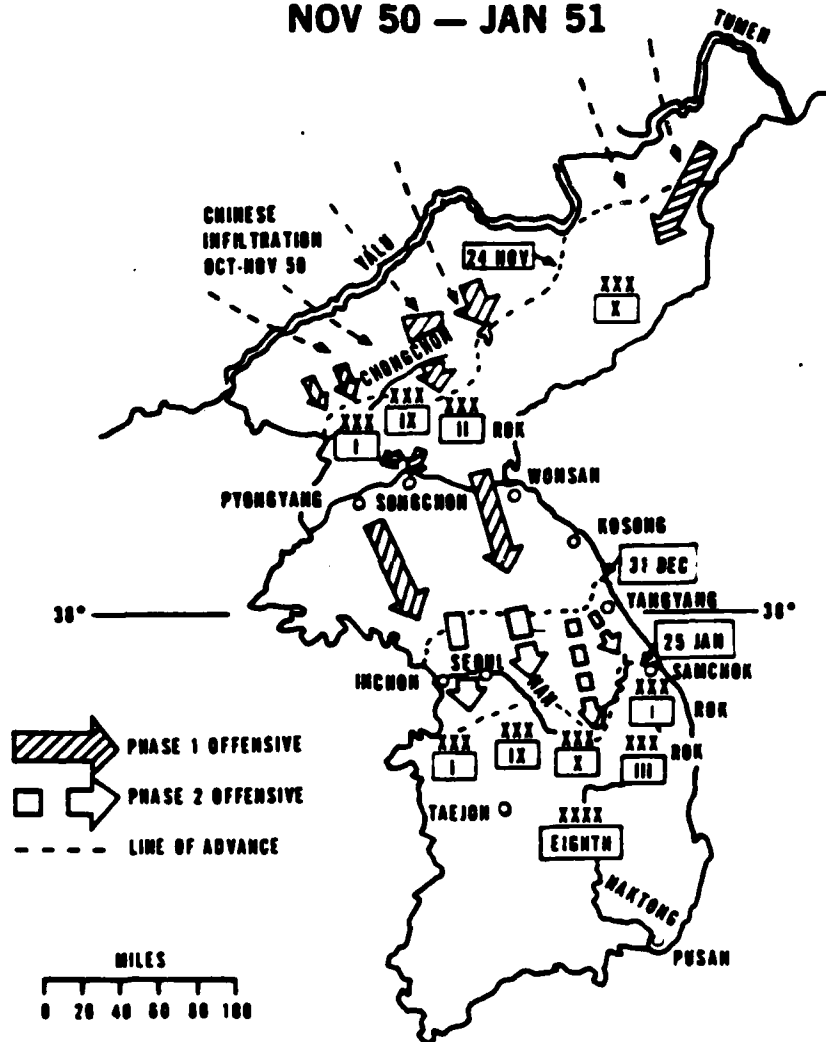 NOV 50 — JAN 51
TUMEN
CHINESE
INFILTRATION
OCT-NOV 50
YALU
24 NOV
XXX
X
CHONGCHON
XXX
I
XXX
IX
XXX
II
ROK
PYONGYANG
SONGCHON
WONSAN
KOSONG
31 DEC
38°
YANGYANG
38°
25 JAN
SAMCHOK
INCHON
SEOUL
HAN
XXX
I
ROK
XXX
I
XXX
IX
XXX
X
XXX
III
ROK
PHASE 1 OFFENSIVE
PHASE 2 OFFENSIVE
LINE OF ADVANCE
TAEJON
XXXX
EIGHTH
NAKTONG
PUSAN
MILES
0 20 40 60 80 100